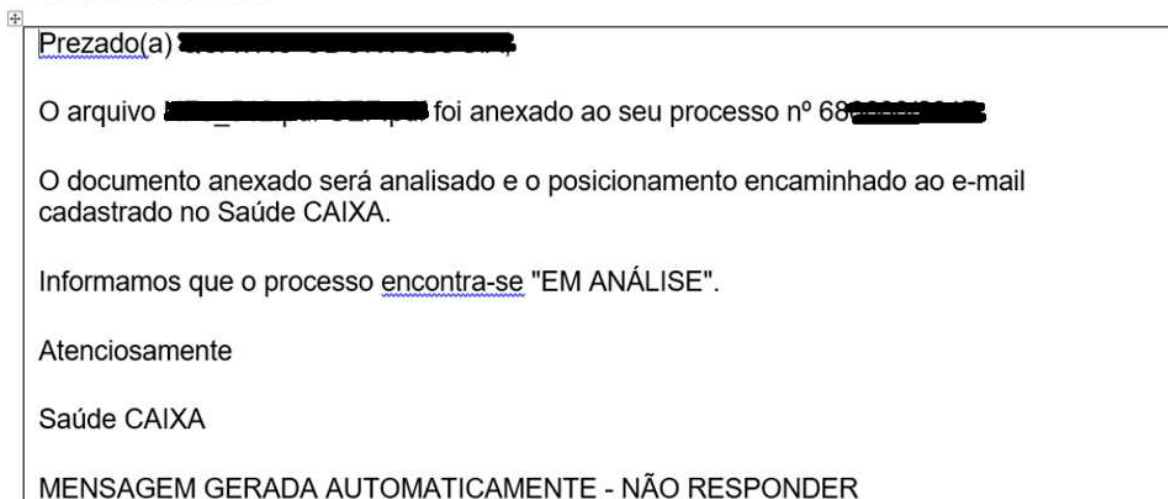 Prezado(a)
O arquivo foi anexado ao seu processo nº 68
O documento anexado será analisado e o posicionamento encaminhado ao e-mail
cadastrado no Saúde CAIXA.
Informamos que o processo encontra-se "EM ANÁLISE".
Atenciosamente
Saúde CAIXA
MENSAGEM GERADA AUTOMATICAMENTE - NÃO RESPONDER